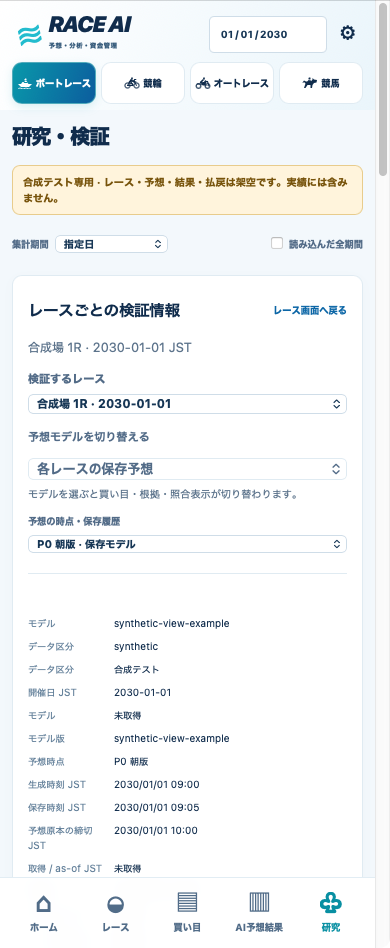 RACE AI
予想・分析・資金管理
01/01/2030
ボートレース
競輪
オートレース
競馬
研究・検証
合成テスト専用・レース・予想・結果・払戻は架空です。実績には含み
ません。
集計期間
指定日
読み込んだ全期間
レースごとの検証情報
レース画面へ戻る
合成場 1R · 2030-01-01 JST
検証するレース
合成場 1R · 2030-01-01
予想モデルを切り替える
各レースの保存予想
モデルを選ぶと買い目・根拠・照合表示が切り替わります。
予想の時点・保存履歴
P0 朝版 · 保存モデル
モデル synthetic-view-example
データ区分 synthetic
データ区分 合成テスト
開催日 JST 2030-01-01
モデル 未取得
モデル版 synthetic-view-example
予想時点 P0 朝版
生成時刻 JST 2030/01/01 09:00
保存時刻 JST 2030/01/01 09:05
予想原本の締切 2030/01/01 10:00
JST
取得 / as-of JST 未取得
ホーム
レース
買い目
AI予想結果
研究